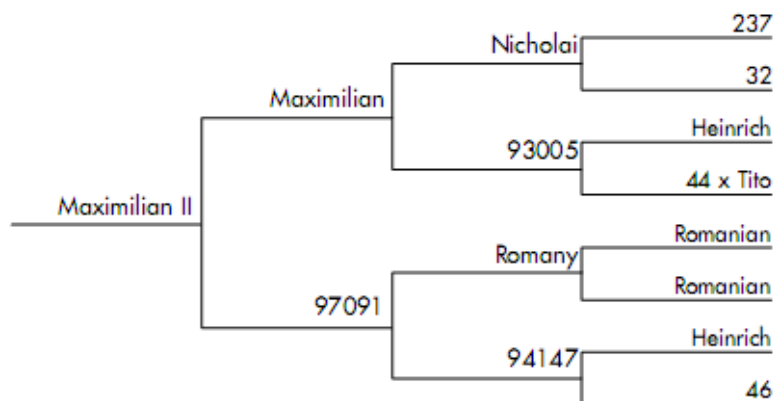 237
Nicholai
32
Maximilian
Heinrich
93005
44 x Tito
Maximilian II
Romanian
Romany
Romanian
97091
Heinrich
94147
46